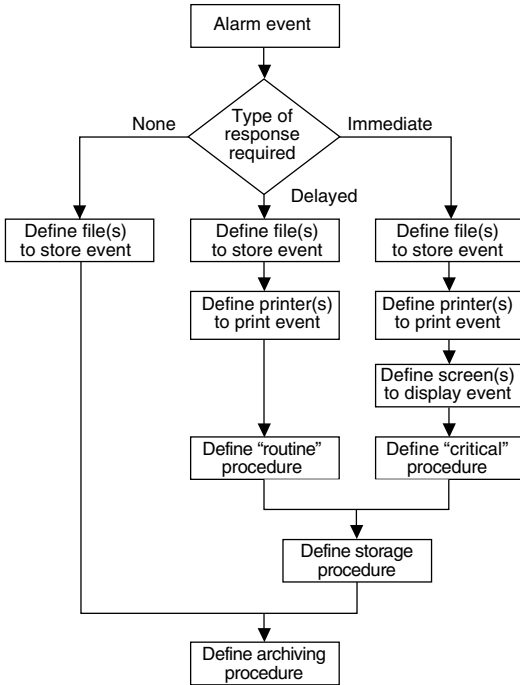 Alarm event
Type of
response
required
None
Immediate
Delayed
Define file(s)
to store event
Define file(s)
to store event
Define file(s)
to store event
Define printer(s)
to print event
Define printer(s)
to print event
Define screen(s)
to display event
Define “routine”
procedure
Define “critical”
procedure
Define storage
procedure
Define archiving
procedure